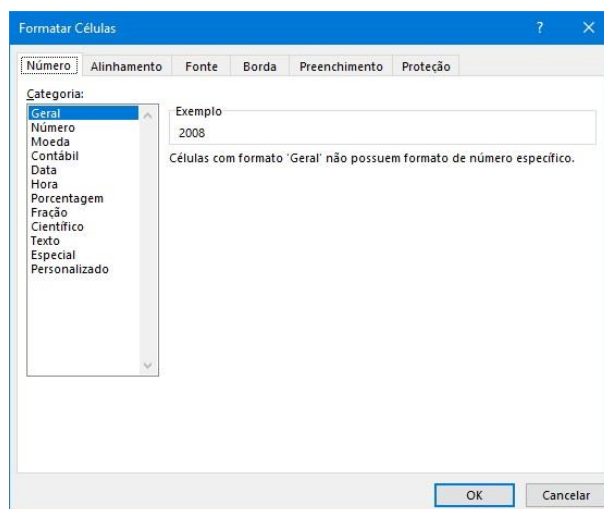 Formatar Células ? ×
Número Alinhamento Fonte Borda Preenchimento Proteção
Categoria:
Geral
Número
Moeda
Contábil
Data
Hora
Porcentagem
Fração
Científico
Texto
Especial
Personalizado
Exemplo
2008
Células com formato 'Geral' não possuem formato de número específico.
OK Cancelar